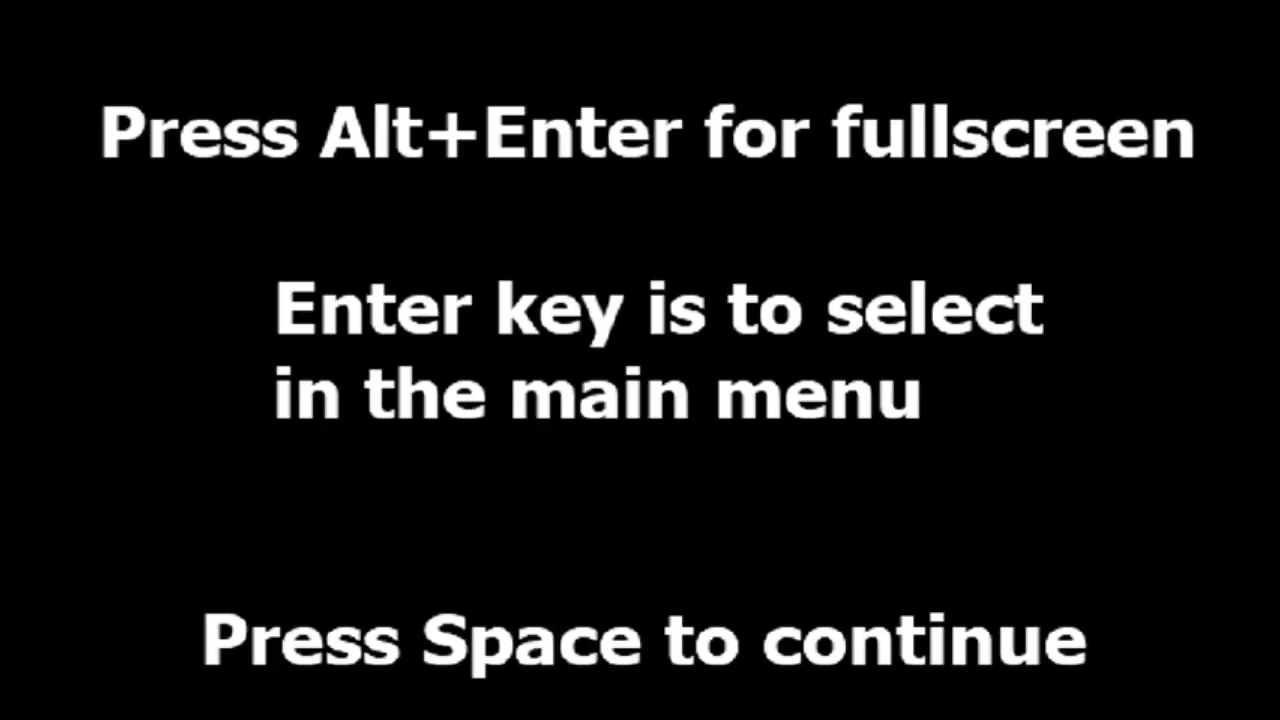 Press Alt+Enter for fullscreen
Enter key is to select
in the main menu
Press Space to continue